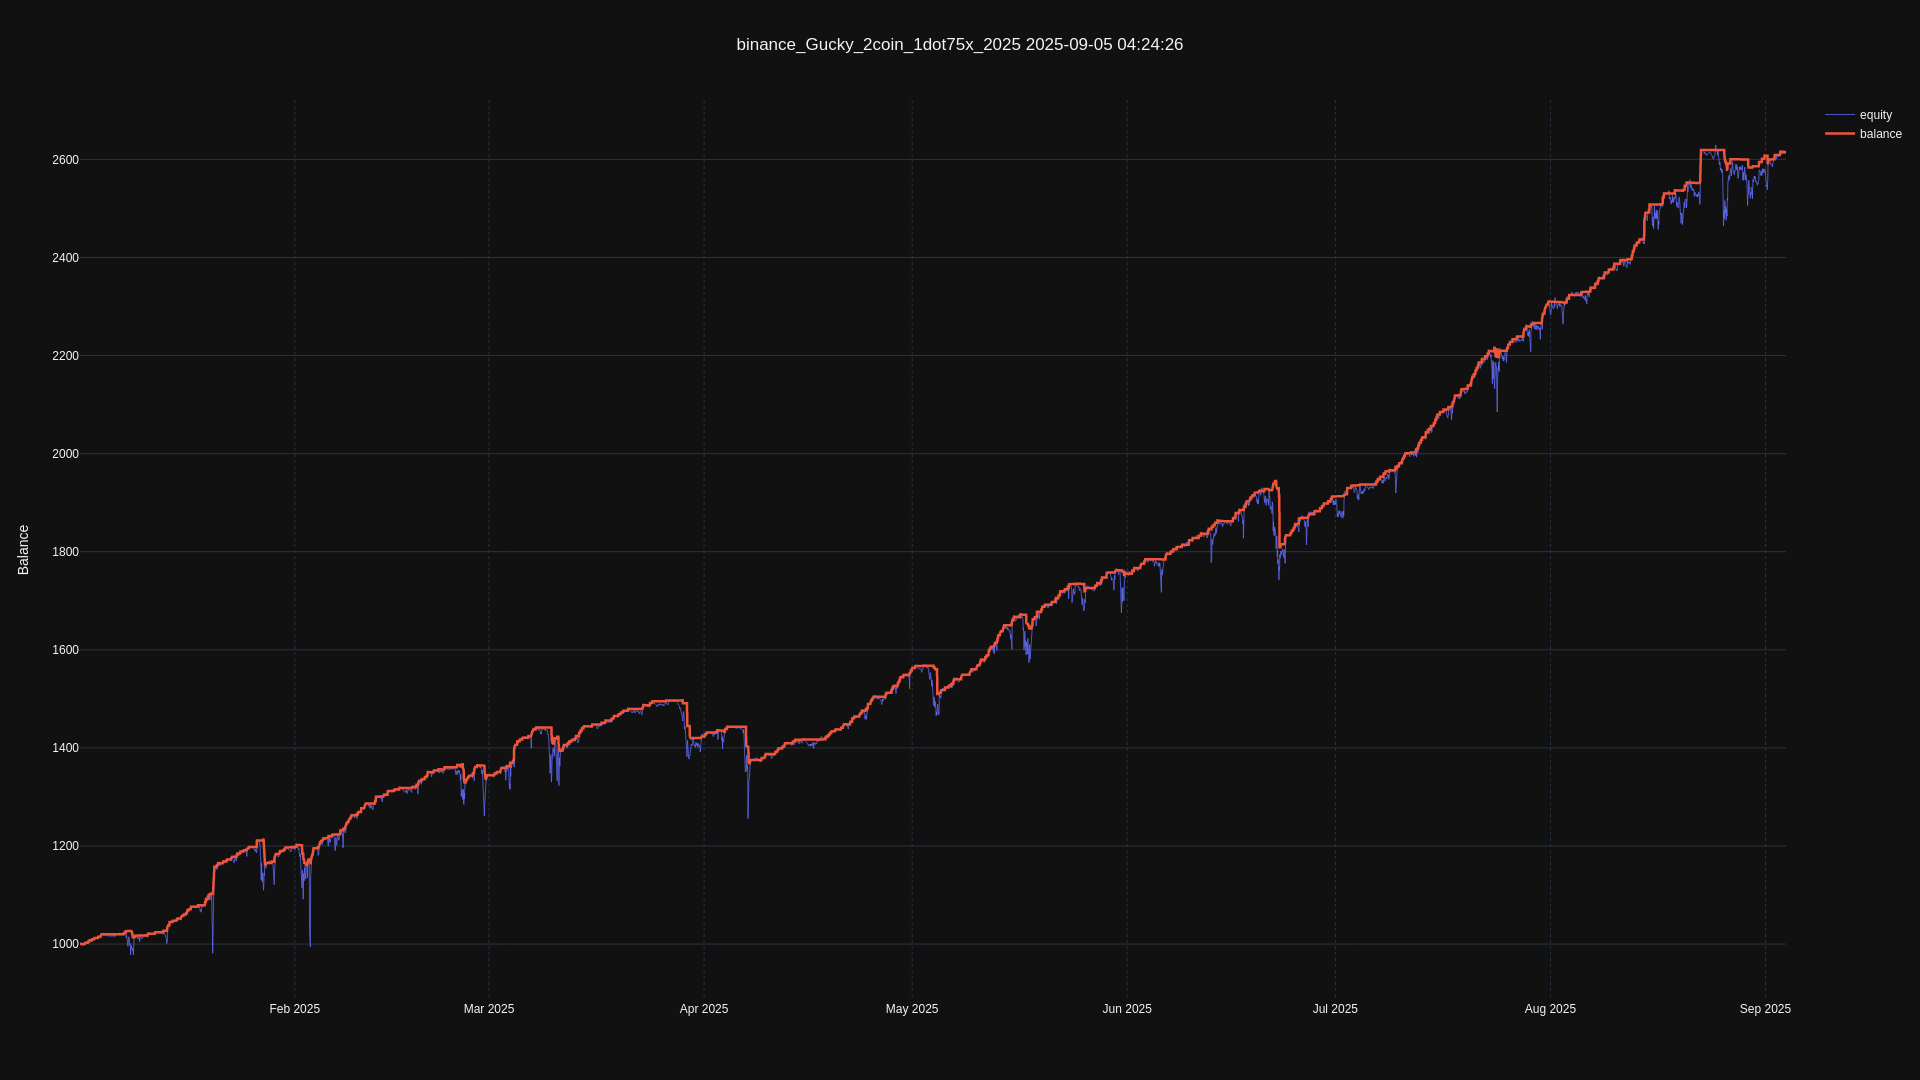 binance_Gucky_2coin_1dot75x_2025 2025-09-05 04:24:26
equity
balance
2600
2400
2200
2000
1800
1600
1400
1200
1000
Balance
Feb 2025
Mar 2025
Apr 2025
May 2025
Jun 2025
Jul 2025
Aug 2025
Sep 2025